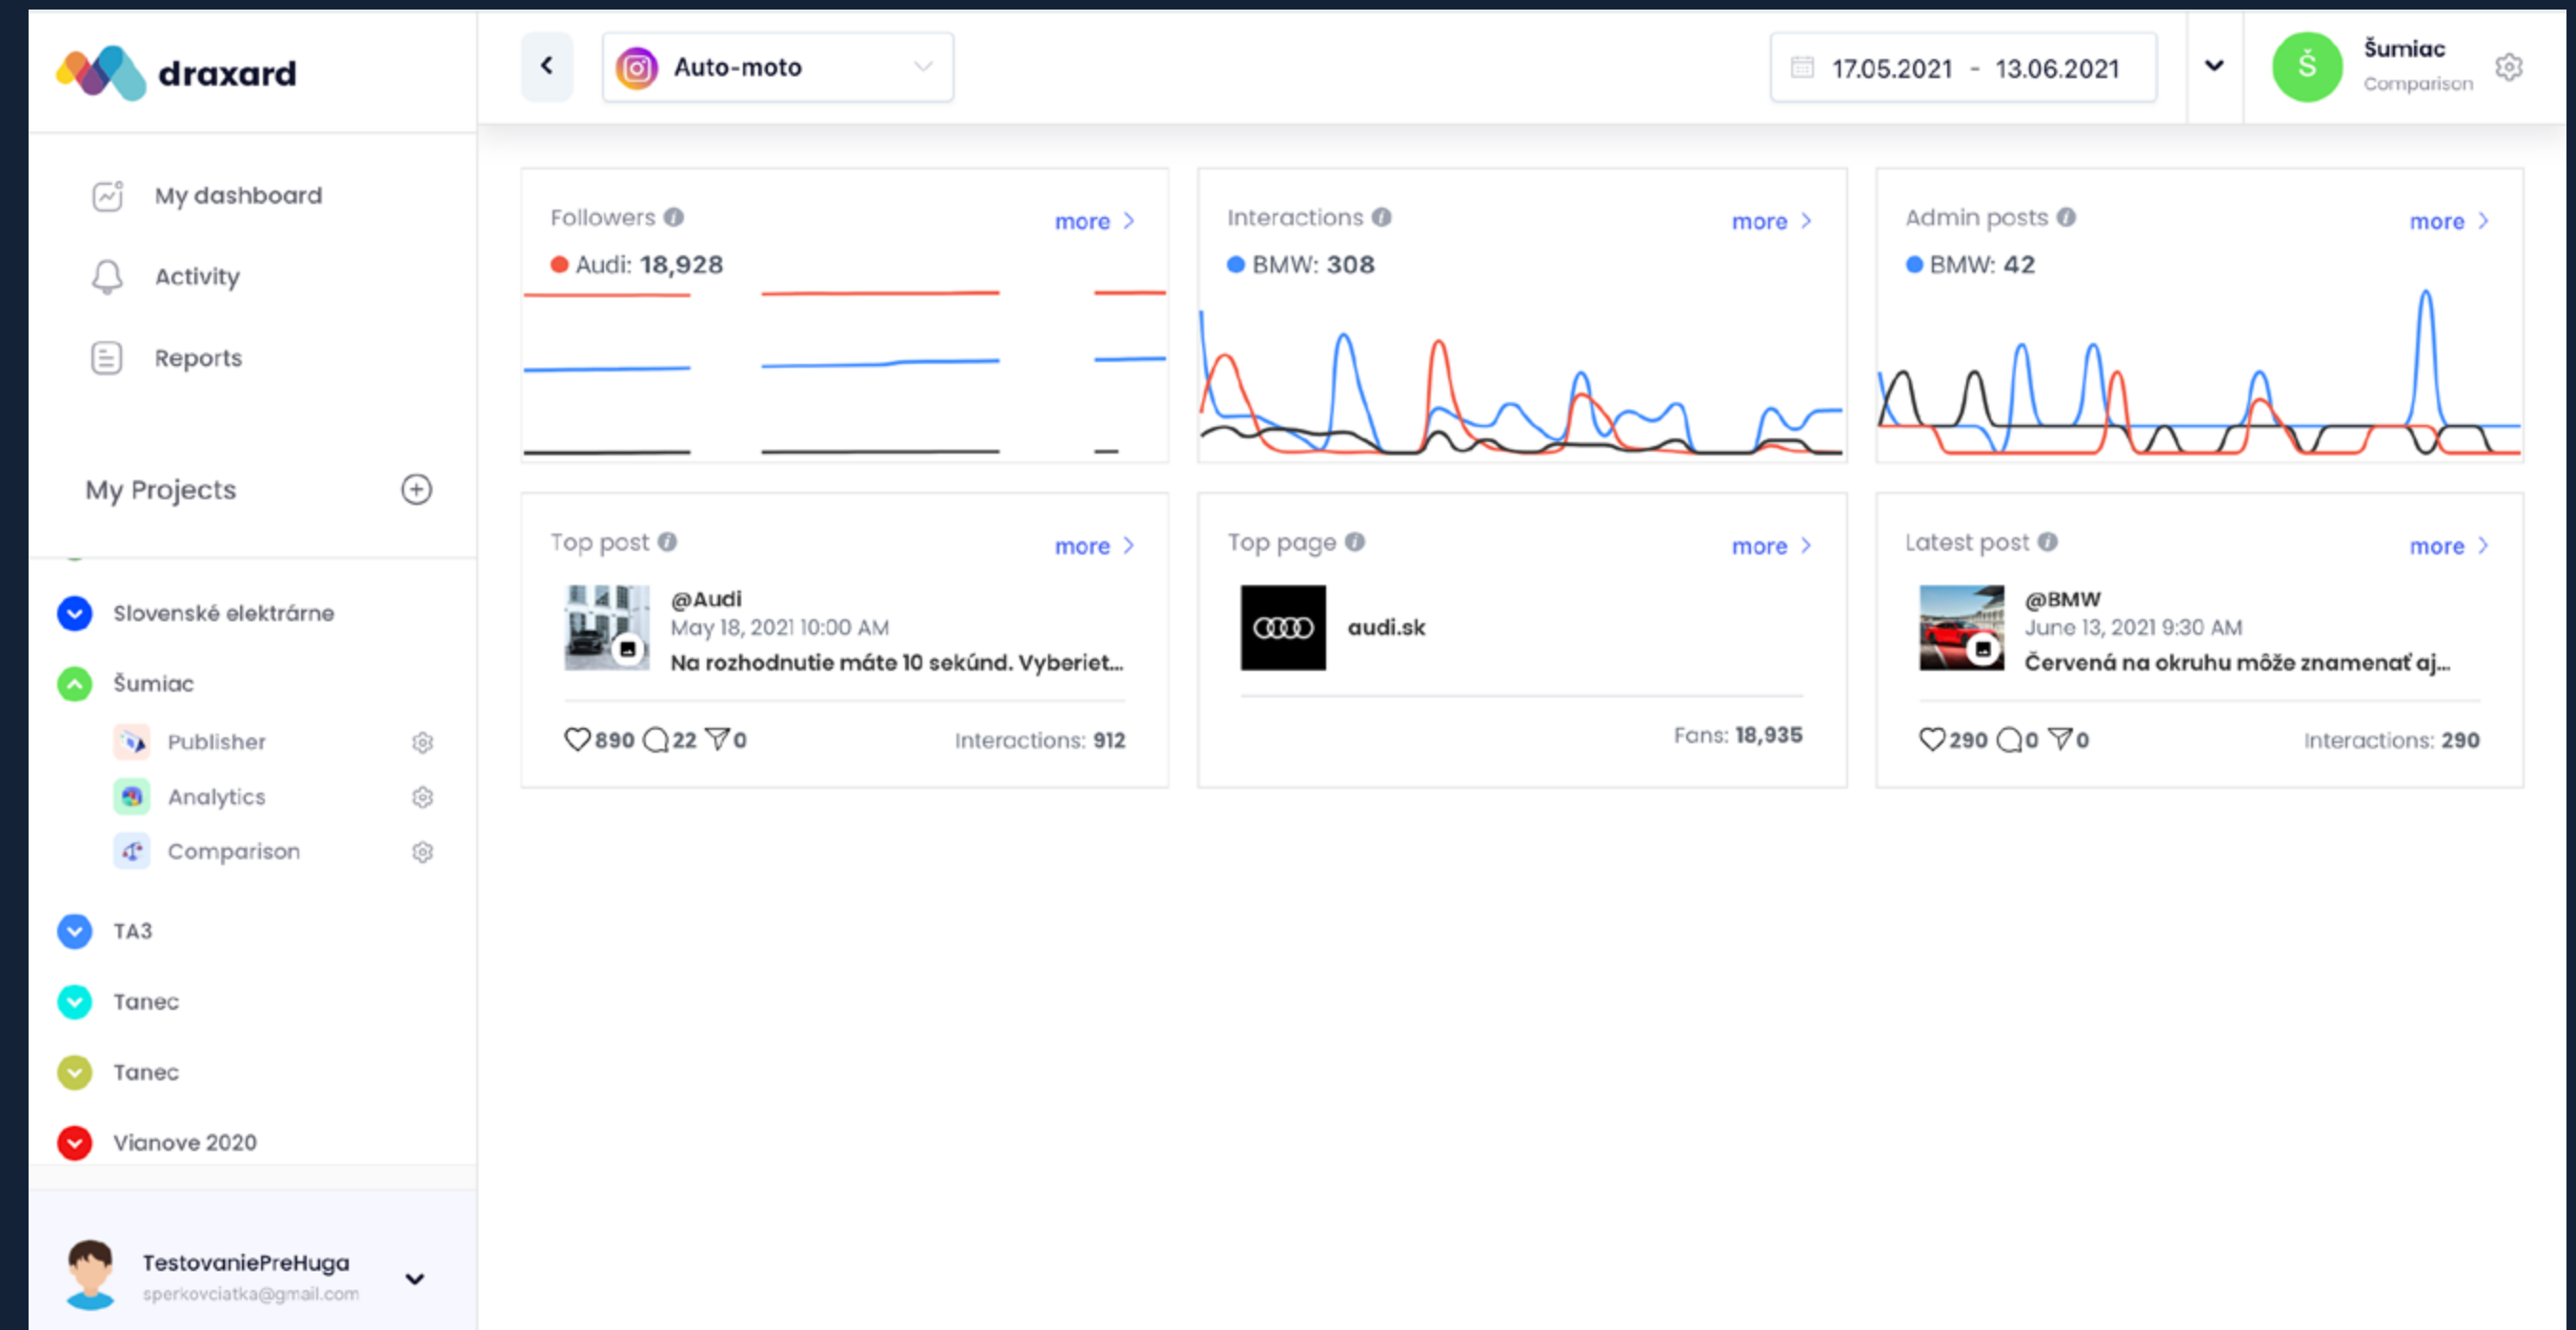 draxard
My dashboard
Activity
Reports
My Projects
Slovenské elektrárne
Šumiac
Publisher
Analytics
Comparison
TA3
Tanec
Tanec
Vianove 2020
TestovaniePreHuga
sperkovciatka@gmail.com
Auto-moto
17.05.2021 - 13.06.2021
Š
Šumiac
Comparison
Followers
more
Audi: 18,928
Interactions
more
BMW: 308
Admin posts
more
BMW: 42
Top post
more
@Audi
May 18, 2021 10:00 AM
Na rozhodnutie máte 10 sekúnd. Vyberiet...
890 22 0
Interactions: 912
Top page
more
audi.sk
Fans: 18,935
Latest post
more
@BMW
June 13, 2021 9:30 AM
Červená na okruhu môže znamenať aj...
290 0 0
Interactions: 290